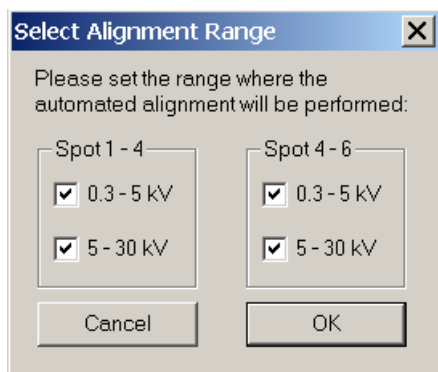 Select Alignment Range
Please set the range where the
automated alignment will be performed:
Spot 1 - 4
0.3 - 5 kV
5 - 30 kV
Spot 4 - 6
0.3 - 5 kV
5 - 30 kV
Cancel
OK